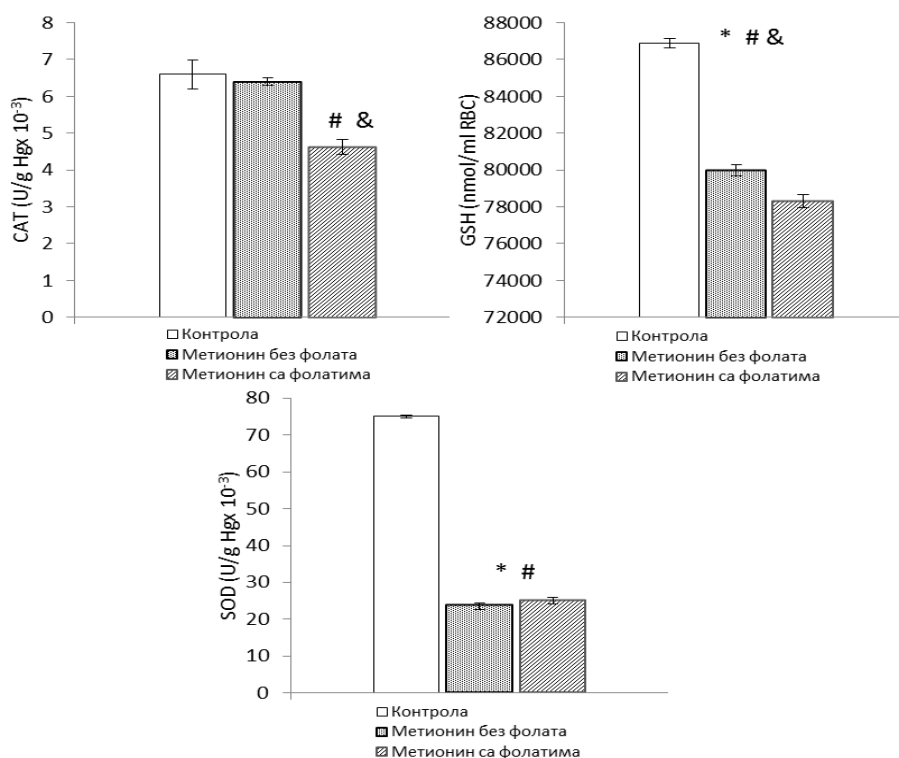 CAT (U/g Hgx 10⁻³)
8
7
6
5
4
3
2
1
0
# &
Контрола
Метионин без фолата
Метионин са фолатима
GSH (nmol/ml RBC)
88000
86000
84000
82000
80000
78000
76000
74000
72000
* # &
Контрола
Метионин без фолата
Метионин са фолатима
SOD (U/g Hgx 10⁻³)
80
70
60
50
40
30
20
10
0
* #
Контрола
Метионин без фолата
Метионин са фолатима